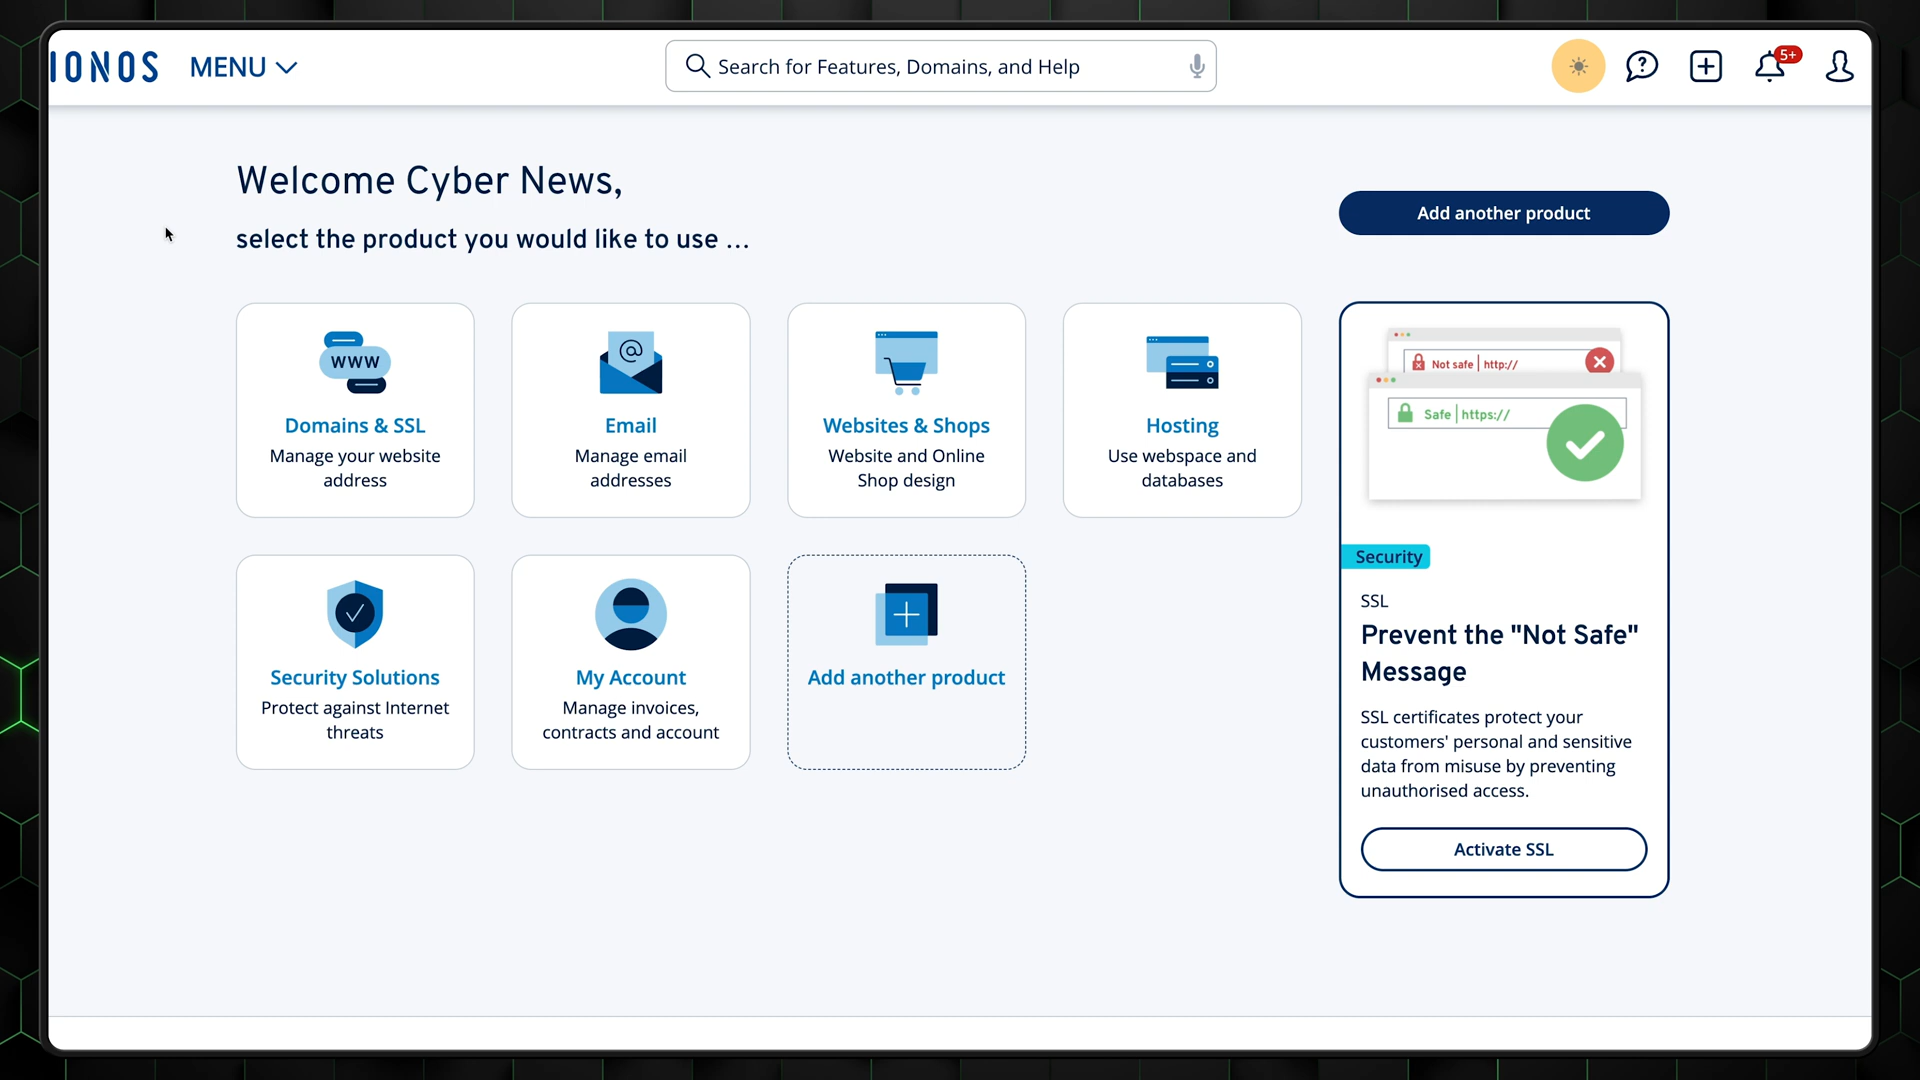 IONOS
MENU
Search for Features, Domains, and Help
5+
Welcome Cyber News,
select the product you would like to use ...
Add another product
WWW
Domains & SSL
Manage your website
address
@
Email
Manage email
addresses
Websites & Shops
Website and Online
Shop design
Hosting
Use webspace and
databases
Not safe | http://
Safe | https://
Security
SSL
Prevent the "Not Safe"
Message
SSL certificates protect your
customers' personal and sensitive
data from misuse by preventing
unauthorised access.
Activate SSL
Security Solutions
Protect against Internet
threats
My Account
Manage invoices,
contracts and account
Add another product